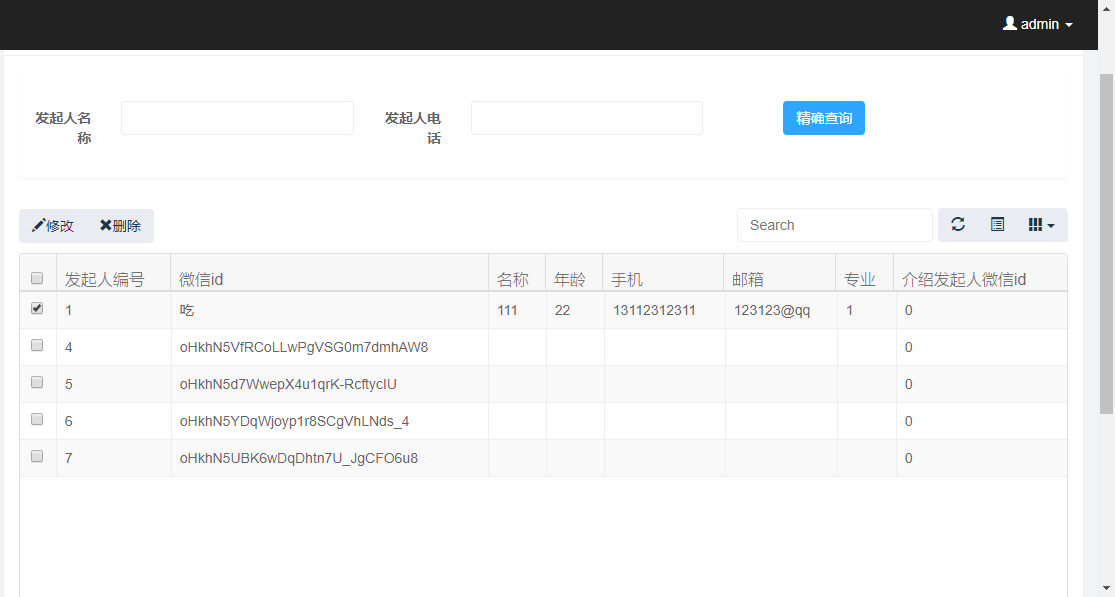 admin
发起人名称
发起人电话
精确查询
修改 删除 Search
发起人编号 微信id 名称 年龄 手机 邮箱 专业 介绍发起人微信id
1 吃 111 22 13112312311 123123@qq 1 0
4 oHkhN5VfRCoLLwPgVSG0m7dmhAW8 0
5 oHkhN5d7WwepX4u1qrK-RcftycIU 0
6 oHkhN5YDqWjoyp1r8SCgVhLNds_4 0
7 oHkhN5UBK6wDqDhtn7U_JgCFO6u8 0